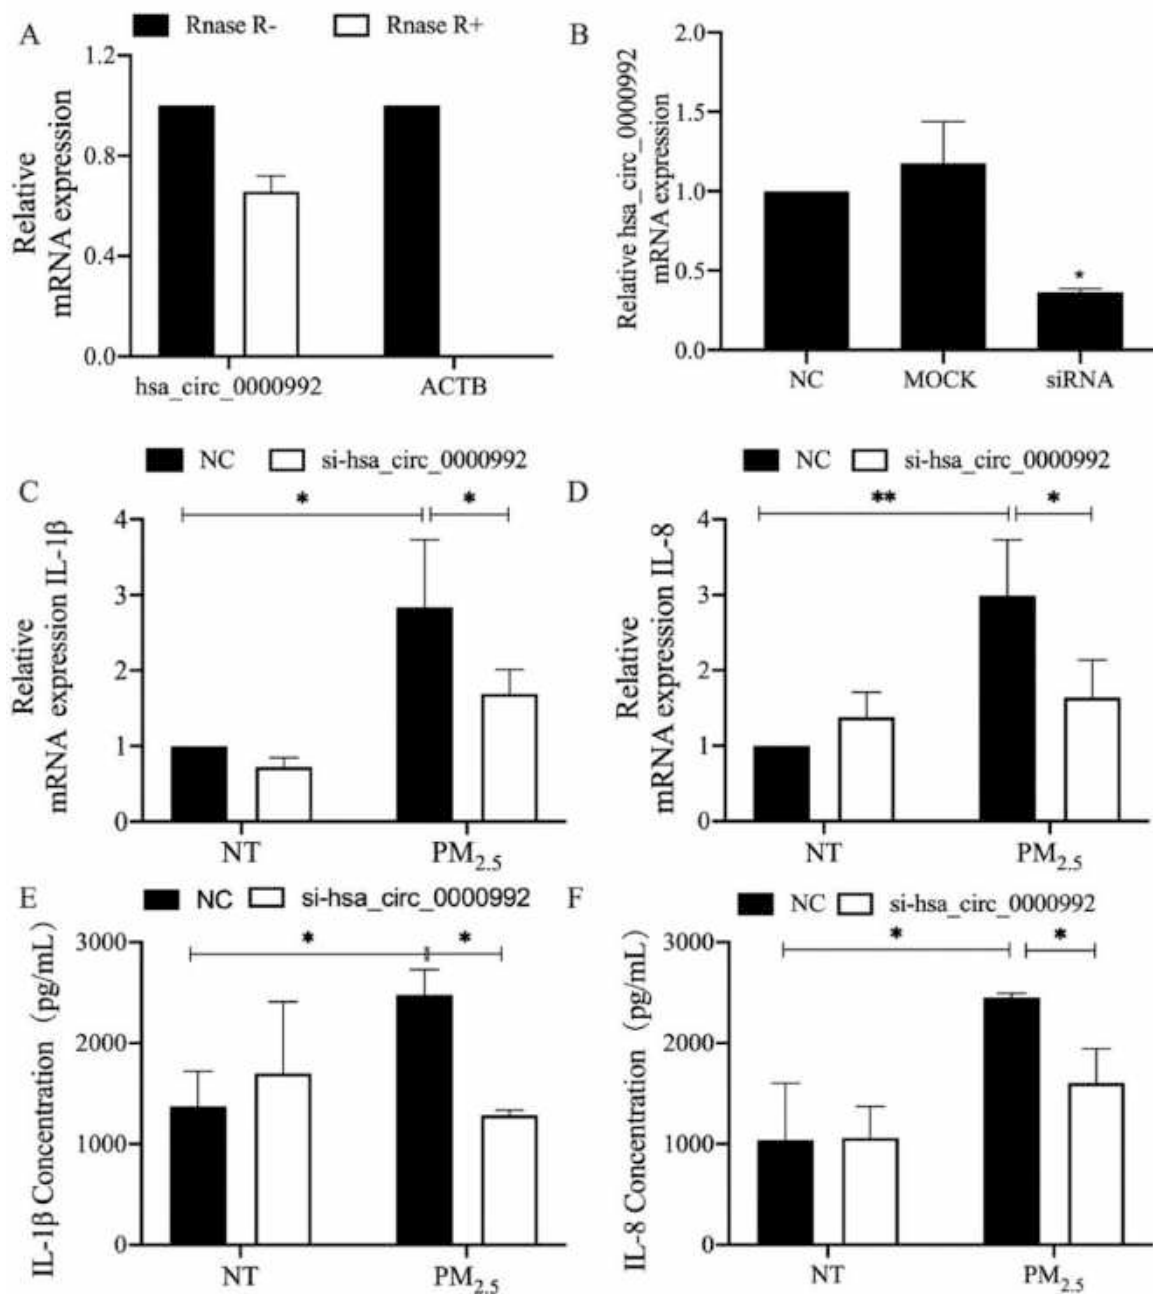 A
Rnase R-
Rnase R+
Relative
mRNA expression
1.2
0.8
0.4
0.0
hsa_circ_0000992
ACTB
B
Relative hsa_circ_0000992
mRNA expression
2.0
1.5
1.0
0.5
0.0
*
NC
MOCK
siRNA
C
NC
si-hsa_circ_0000992
*
*
Relative
mRNA expression IL-1β
4
3
2
1
0
NT
PM2.5
D
NC
si-hsa_circ_0000992
**
*
Relative
mRNA expression IL-8
4
3
2
1
0
NT
PM2.5
E
NC
si-hsa_circ_0000992
*
*
IL-1β Concentration（pg/mL）
3000
2000
1000
0
NT
PM2.5
F
NC
si-hsa_circ_0000992
*
*
IL-8 Concentration（pg/mL）
3000
2000
1000
0
NT
PM2.5